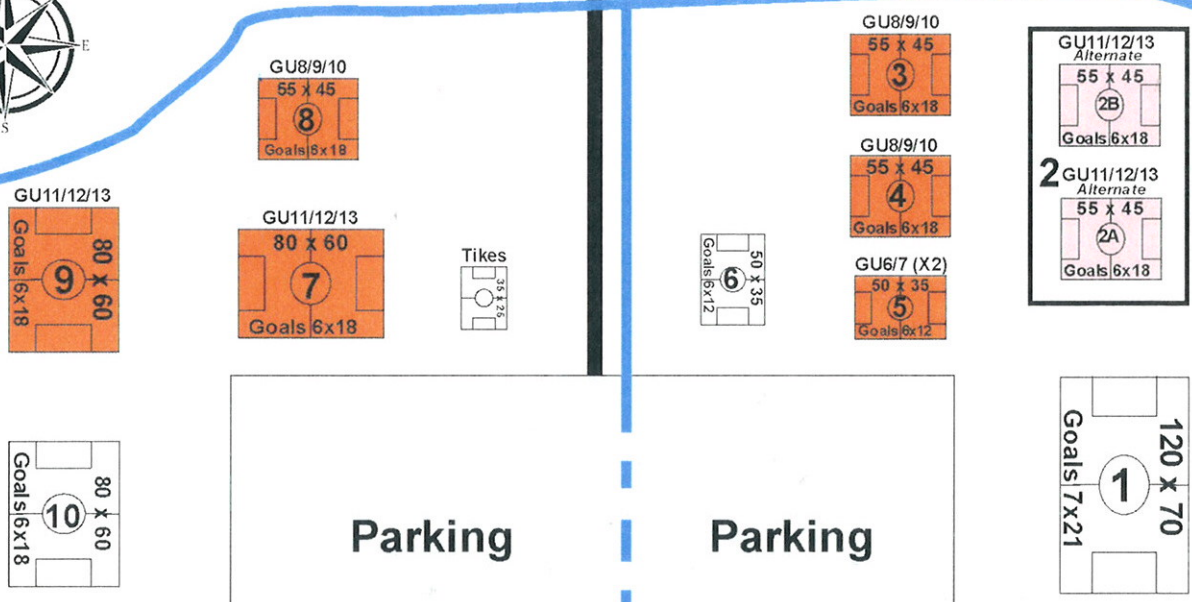 E
S
GU8/9/10
55 x 45
8
Goals 6x18
GU11/12/13
80 x 60
9
Goals 6x18
GU11/12/13
80 x 60
7
Goals 6x18
Tikes
35 x 25
80 x 60
10
Goals 6x18
GU8/9/10
55 x 45
3
Goals 6x18
GU8/9/10
55 x 45
4
Goals 6x18
GU6/7 (X2)
50 x 35
5
Goals 6x12
50 x 35
6
Goals 6x12
2
GU11/12/13
Alternate
55 x 45
2B
Goals 6x18
GU11/12/13
Alternate
55 x 45
2A
Goals 6x18
120 x 70
1
Goals 7x21
Parking
Parking